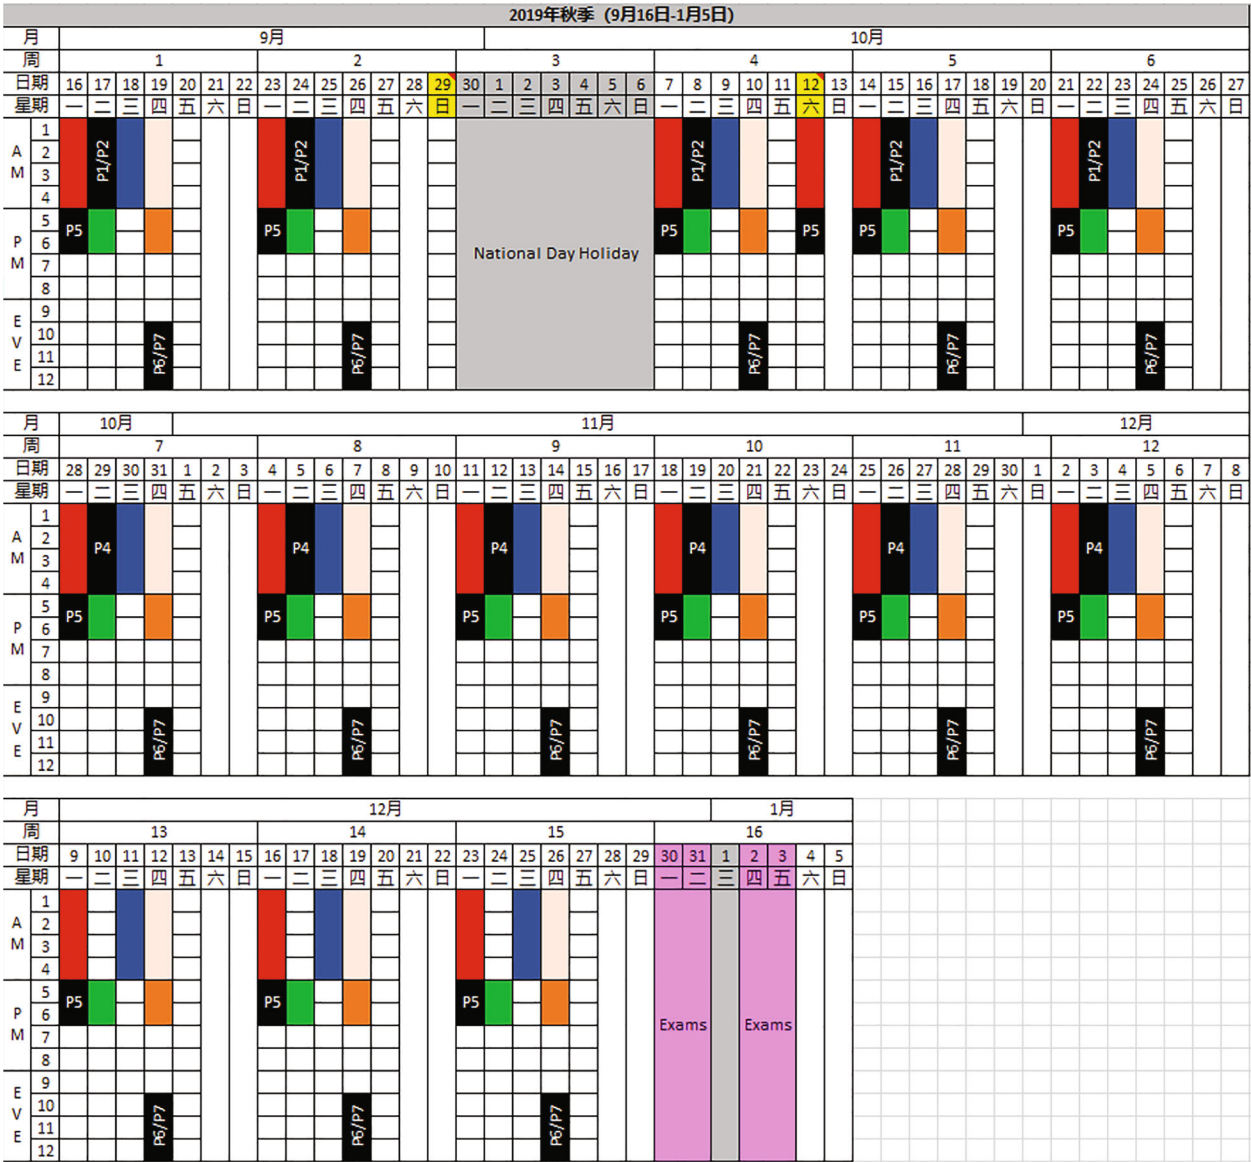 2019年秋季（9月16日-1月5日）
月 9月 10月
周 1 2 3 4 5 6
日期 16 17 18 19 20 21 22 23 24 25 26 27 28 29 30 1 2 3 4 5 6 7 8 9 10 11 12 13 14 15 16 17 18 19 20 21 22 23 24 25 26 27
星期 一 二 三 四 五 六 日 一 二 三 四 五 六 日 一 二 三 四 五 六 日 一 二 三 四 五 六 日 一 二 三 四 五 六 日 一 二 三 四 五 六 日
AM 1 2 3 4
P1/P2 P1/P2 P1/P2 P1/P2 P1/P2
PM 5 6 7 8
P5 P5 P5 P5 P5 P5
National Day Holiday
EVE 9 10 11 12
P6/P7 P6/P7 P6/P7 P6/P7 P6/P7
月 10月 11月 12月
周 7 8 9 10 11 12
日期 28 29 30 31 1 2 3 4 5 6 7 8 9 10 11 12 13 14 15 16 17 18 19 20 21 22 23 24 25 26 27 28 29 30 1 2 3 4 5 6 7 8
星期 一 二 三 四 五 六 日 一 二 三 四 五 六 日 一 二 三 四 五 六 日 一 二 三 四 五 六 日 一 二 三 四 五 六 日 一 二 三 四 五 六 日
AM 1 2 3 4
P4 P4 P4 P4 P4 P4
PM 5 6 7 8
P5 P5 P5 P5 P5 P5
EVE 9 10 11 12
P6/P7 P6/P7 P6/P7 P6/P7 P6/P7 P6/P7
月 12月 1月
周 13 14 15 16
日期 9 10 11 12 13 14 15 16 17 18 19 20 21 22 23 24 25 26 27 28 29 30 31 1 2 3 4 5
星期 一 二 三 四 五 六 日 一 二 三 四 五 六 日 一 二 三 四 五 六 日 一 二 三 四 五 六 日
AM 1 2 3 4
PM 5 6 7 8
P5 P5 P5
Exams Exams
EVE 9 10 11 12
P6/P7 P6/P7 P6/P7